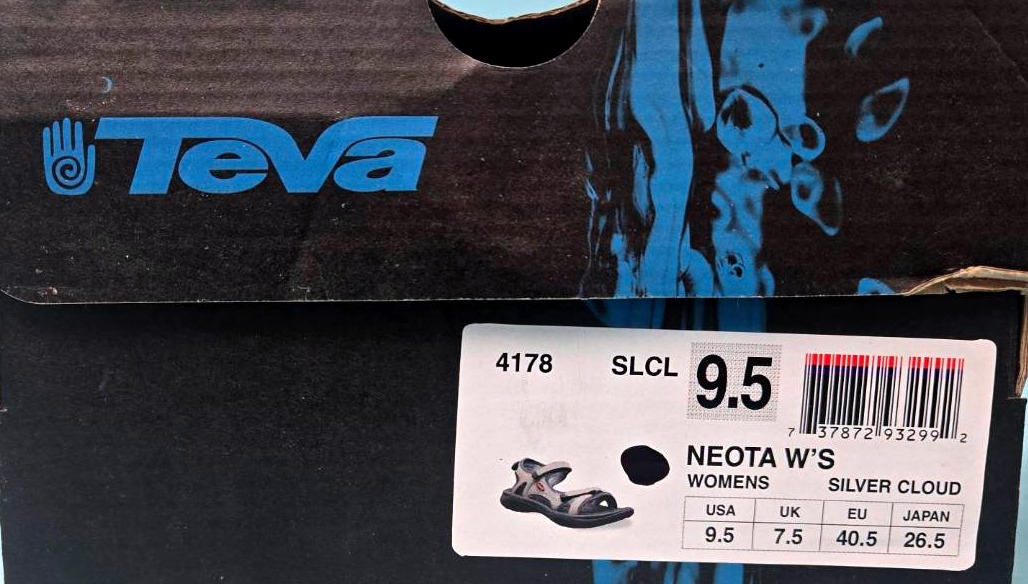 Teva
4178 SLCL 9.5
7 37872 93299 2
NEOTA W'S
WOMENS SILVER CLOUD
USA UK EU JAPAN
9.5 7.5 40.5 26.5